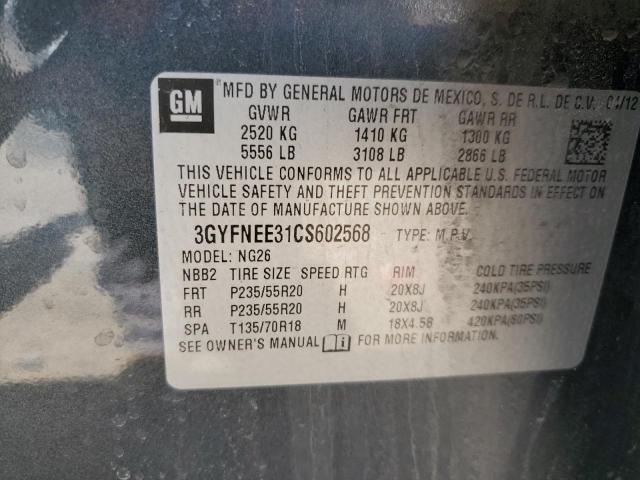 GM
MFD BY GENERAL MOTORS DE MEXICO, S. DE R.L. DE C.V. 04/12
GVWR GAWR FRT GAWR RR
2520 KG 1410 KG 1300 KG
5556 LB 3108 LB 2866 LB
THIS VEHICLE CONFORMS TO ALL APPLICABLE U.S. FEDERAL MOTOR
VEHICLE SAFETY AND THEFT PREVENTION STANDARDS IN EFFECT ON
THE DATE OF MANUFACTURE SHOWN ABOVE.
3GYFNEE31CS602568 TYPE: M.P.V.
MODEL: NG26
NBB2 TIRE SIZE SPEED RTG RIM COLD TIRE PRESSURE
FRT P235/55R20 H 20X8J 240KPA(35PSI)
RR P235/55R20 H 20X8J 240KPA(35PSI)
SPA T135/70R18 M 18X4.5B 420KPA(60PSI)
SEE OWNER'S MANUAL FOR MORE INFORMATION.